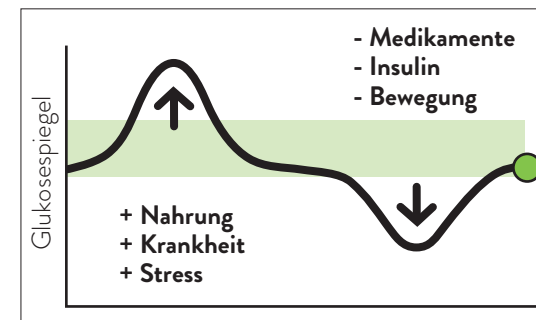 - Medikamente
- Insulin
- Bewegung
Glukosespiegel
+ Nahrung
+ Krankheit
+ Stress